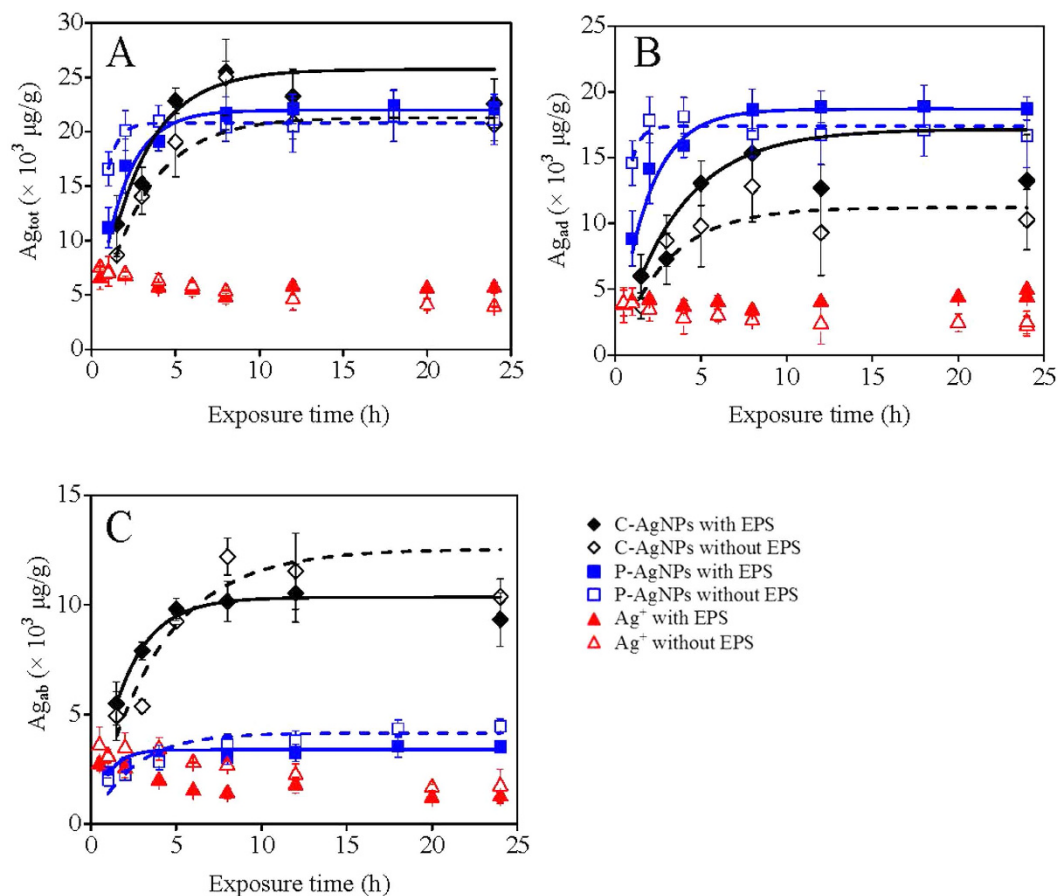 A
Ag_tot (× 10³ µg/g)
30
25
20
15
10
5
0
0 5 10 15 20 25
Exposure time (h)
B
Ag_ad (× 10³ µg/g)
25
20
15
10
5
0
0 5 10 15 20 25
Exposure time (h)
C
Ag_ab (× 10³ µg/g)
15
10
5
0
0 5 10 15 20 25
Exposure time (h)
C-AgNPs with EPS
C-AgNPs without EPS
P-AgNPs with EPS
P-AgNPs without EPS
Ag⁺ with EPS
Ag⁺ without EPS